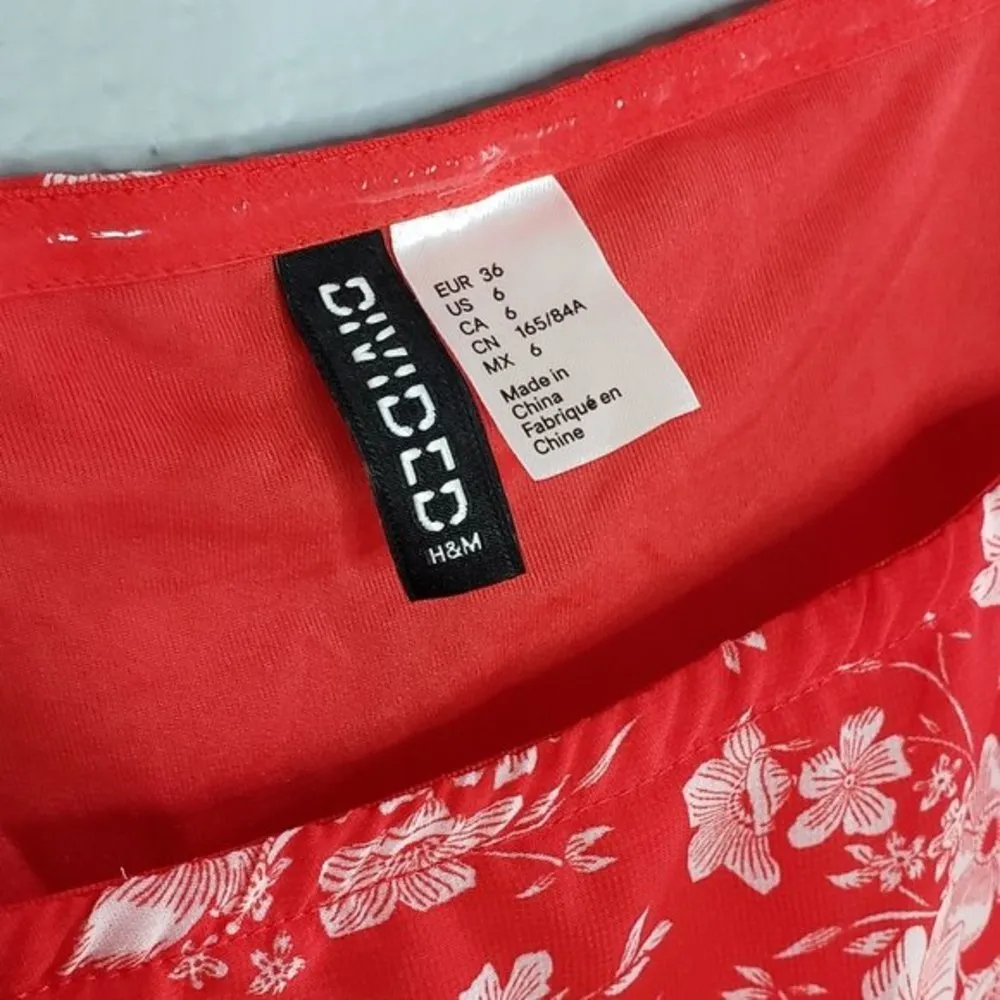 DIVIDED
H&M
EUR 36
US 6
CA 6
CN 165/84A
MX 6
Made in
China
Fabriqué en
Chine